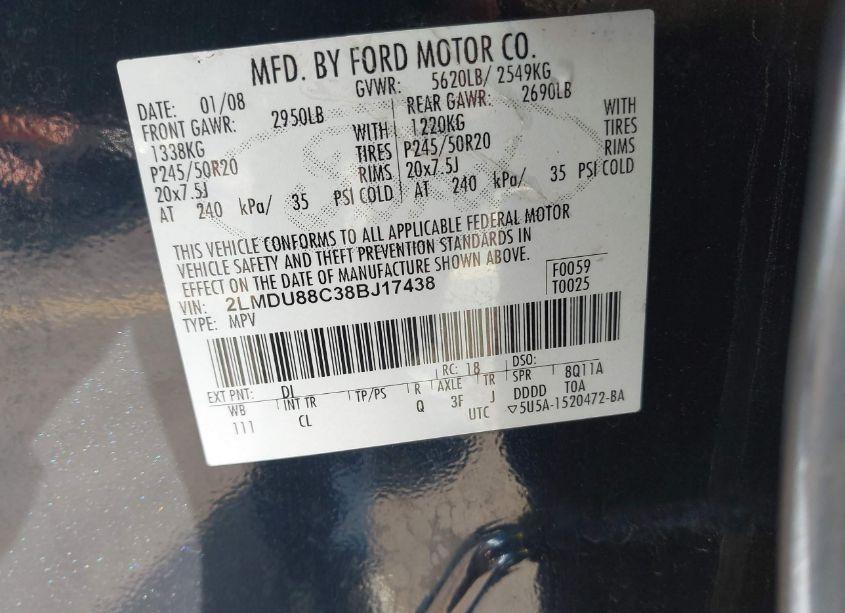 MFD. BY FORD MOTOR CO.
DATE: 01/08 GVWR: 5620LB/ 2549KG
FRONT GAWR: 2950LB REAR GAWR: 2690LB
1338KG WITH 1220KG WITH
P245/50R20 TIRES P245/50R20 TIRES
20x7.5J RIMS 20x7.5J RIMS
AT 240 kPa/ 35 PSI COLD AT 240 kPa/ 35 PSI COLD
THIS VEHICLE CONFORMS TO ALL APPLICABLE FEDERAL MOTOR
VEHICLE SAFETY AND THEFT PREVENTION STANDARDS IN
EFFECT ON THE DATE OF MANUFACTURE SHOWN ABOVE.
VIN: 2LMDU88C38BJ17438 F0059
TYPE: MPV T0025
EXT PNT: DL RC: 18 DSO:
WB INT TR TP/PS R AXLE TR SPR 8Q11A
111 CL Q 3F J DDDD TOA
UTC ▽5U5A-1520472-BA